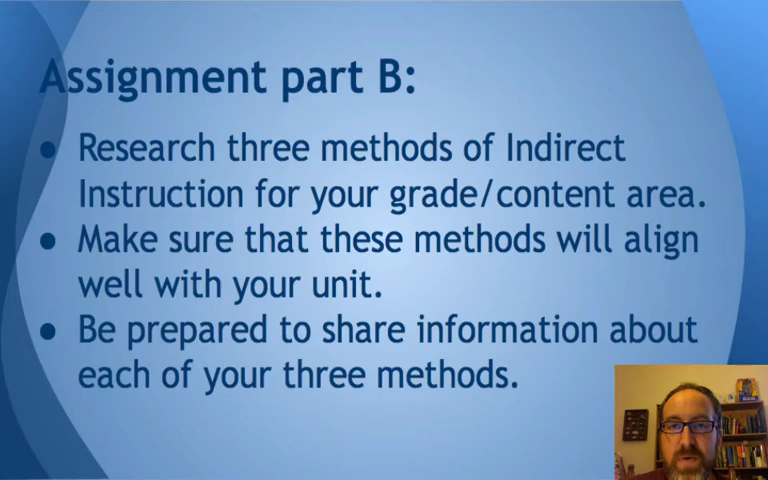 Assignment part B:
● Research three methods of Indirect
Instruction for your grade/content area.
● Make sure that these methods will align
well with your unit.
● Be prepared to share information about
each of your three methods.